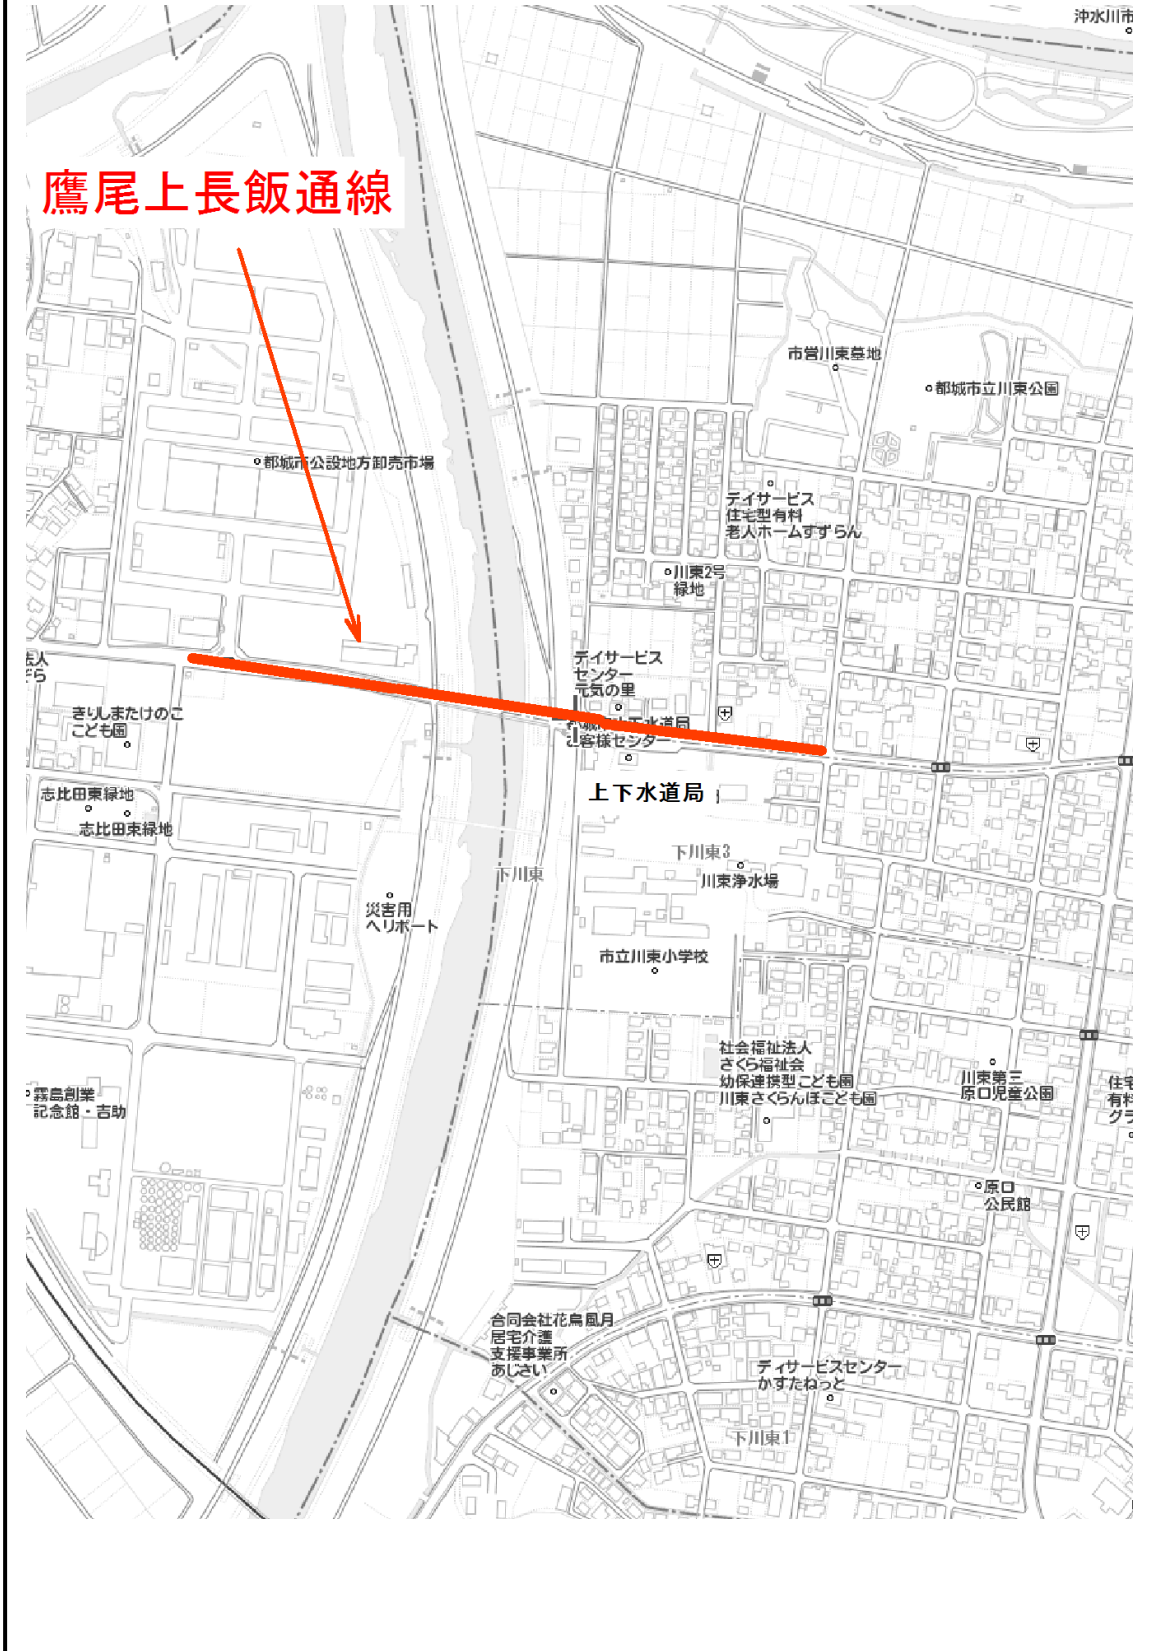 沖水川市
鷹尾上長飯通線
市営川東墓地
都城市立川東公園
都城市公設地方卸売市場
デイサービス
住宅型有料
老人ホームすずらん
川東2号
緑地
デイサービス
センター
元気の里
法人
ぞら
きりしまたけのこ
こども園
お客様センター
上下水道局
志比田東緑地
志比田東緑地
下川東3
川東浄水場
下川東
災害用
ヘリポート
市立川東小学校
社会福祉法人
さくら福祉会
幼保連携型こども園
川東さくらんぼこども園
川東第三
原口児童公園
住宅
有料
グラ
霧島創業
記念館・吉助
原口
公民館
合同会社花鳥風月
居宅介護
支援事業所
あじさい
デイサービスセンター
かすたねっと
下川東1